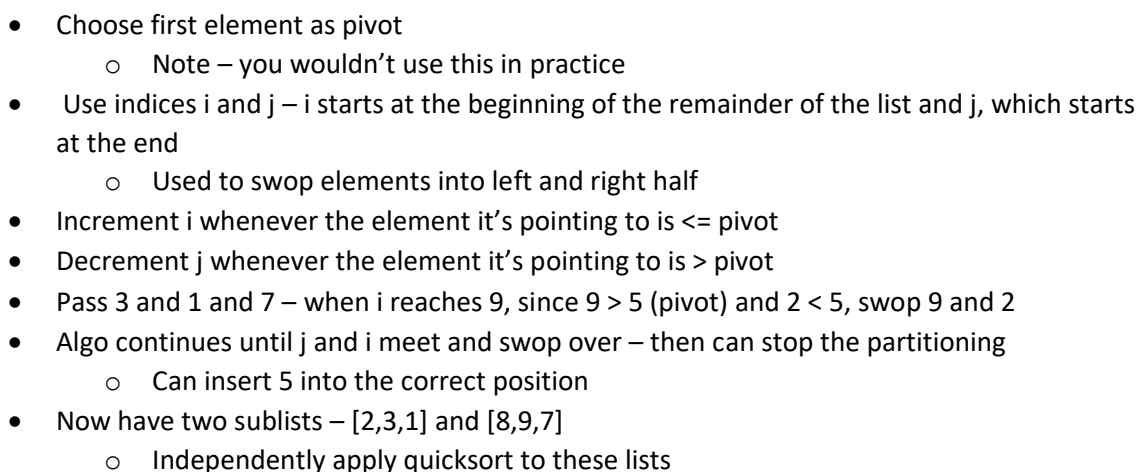 • Choose first element as pivot
o Note – you wouldn’t use this in practice
• Use indices i and j – i starts at the beginning of the remainder of the list and j, which starts
at the end
o Used to swop elements into left and right half
• Increment i whenever the element it’s pointing to is <= pivot
• Decrement j whenever the element it’s pointing to is > pivot
• Pass 3 and 1 and 7 – when i reaches 9, since 9 > 5 (pivot) and 2 < 5, swop 9 and 2
• Algo continues until j and i meet and swop over – then can stop the partitioning
o Can insert 5 into the correct position
• Now have two sublists – [2,3,1] and [8,9,7]
o Independently apply quicksort to these lists